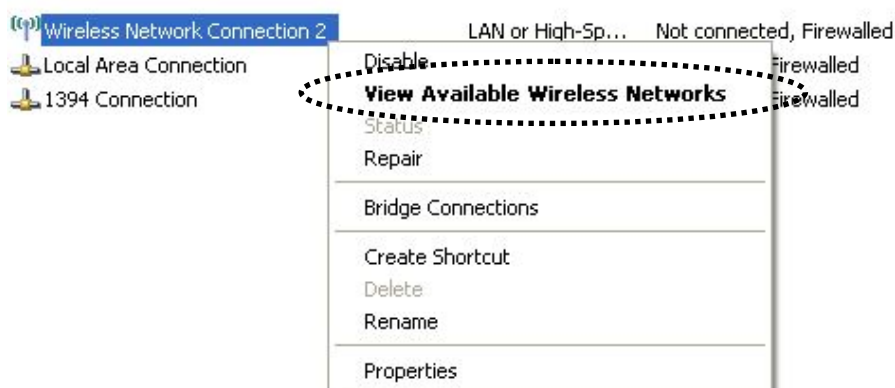 Wireless Network Connection 2 LAN or High-Sp... Not connected, Firewalled
Local Area Connection Disable Firewalled
1394 Connection View Available Wireless Networks Firewalled
Status
Repair
Bridge Connections
Create Shortcut
Delete
Rename
Properties